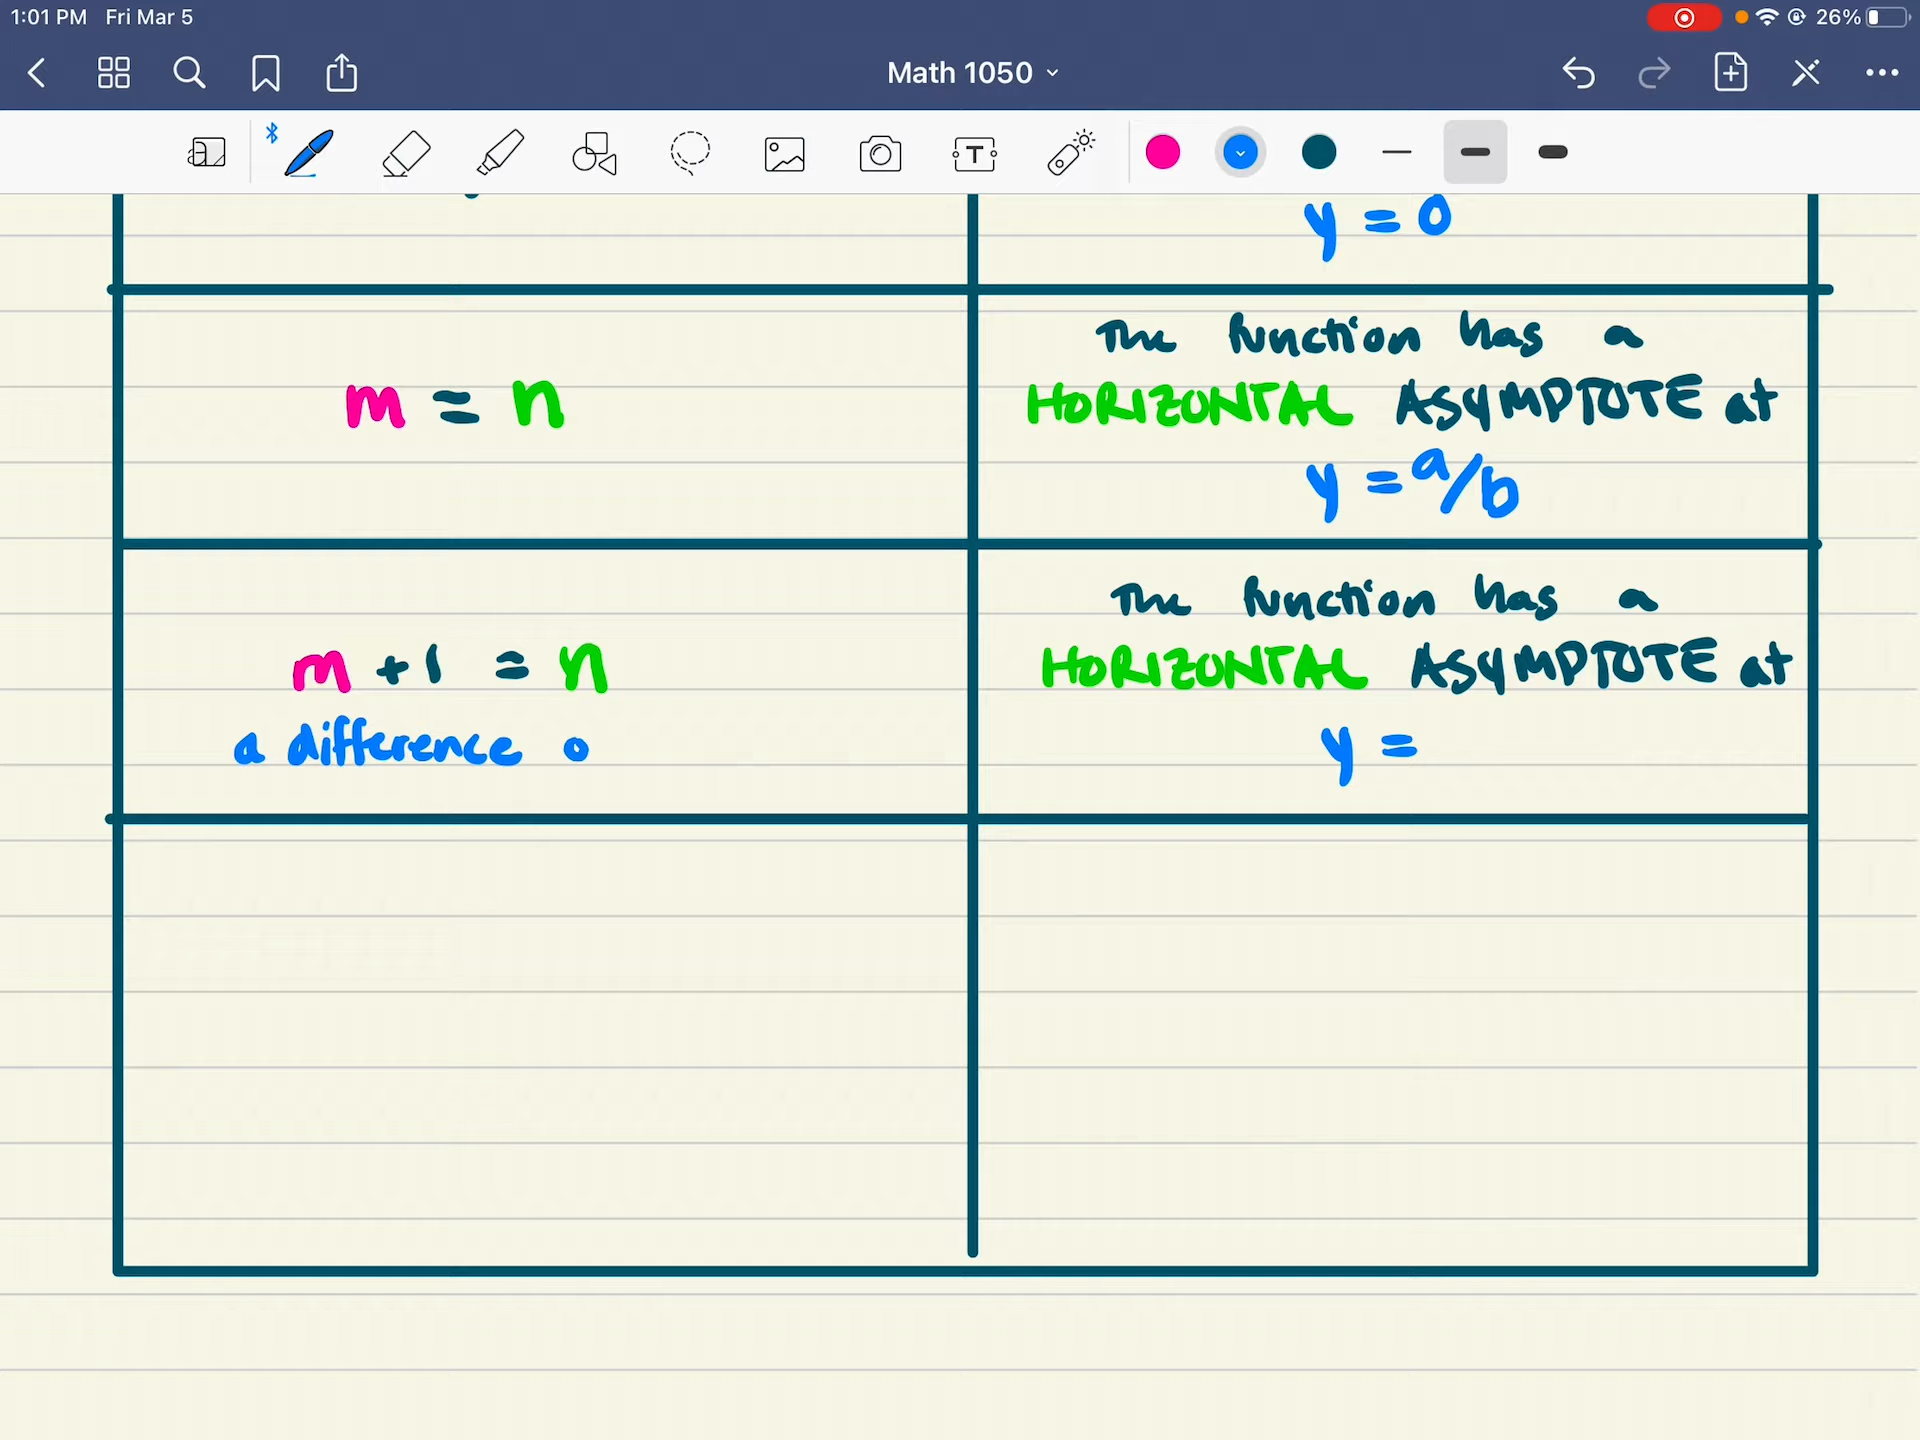 1:01 PM Fri Mar 5
26%
Math 1050
T
y = 0
m = n
The function has a
HORIZONTAL ASYMPTOTE at
y = a/b
m + 1 = n
a difference o
The function has a
HORIZONTAL ASYMPTOTE at
y =